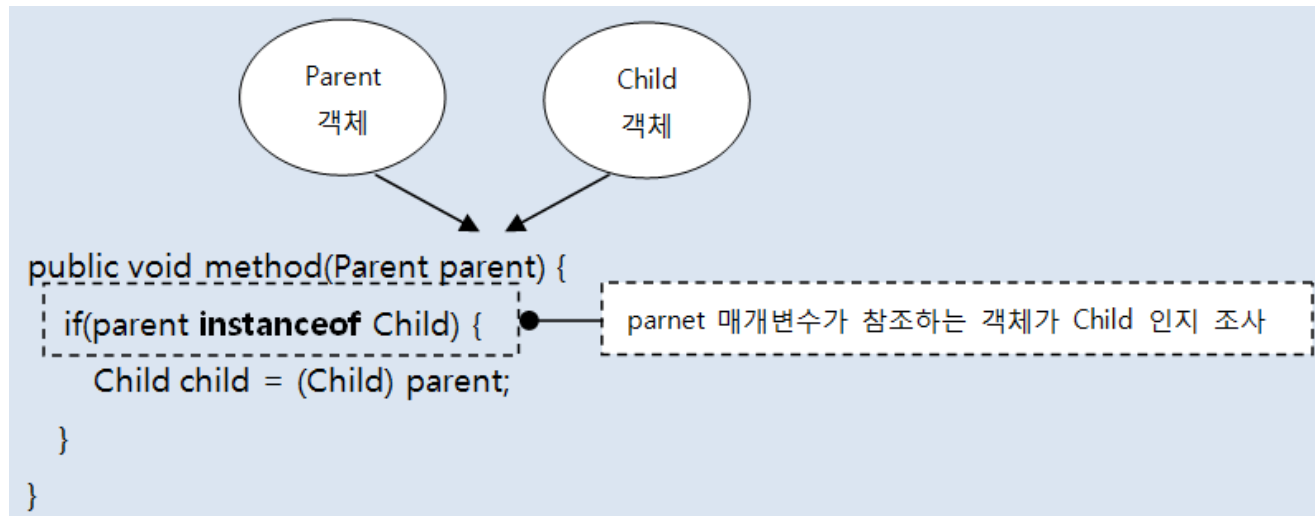 Parent
객체
Child
객체
public void method(Parent parent) {
if(parent instanceof Child) {
parnet 매개변수가 참조하는 객체가 Child 인지 조사
Child child = (Child) parent;
}
}